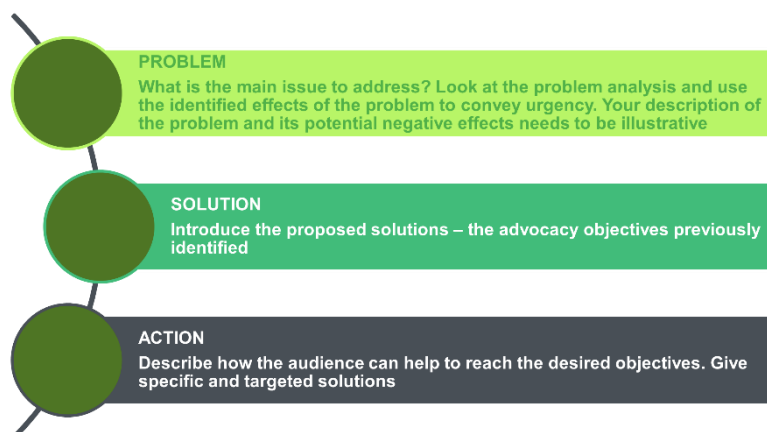 PROBLEM
What is the main issue to address? Look at the problem analysis and use
the identified effects of the problem to convey urgency. Your description of
the problem and its potential negative effects needs to be illustrative
SOLUTION
Introduce the proposed solutions – the advocacy objectives previously
identified
ACTION
Describe how the audience can help to reach the desired objectives. Give
specific and targeted solutions